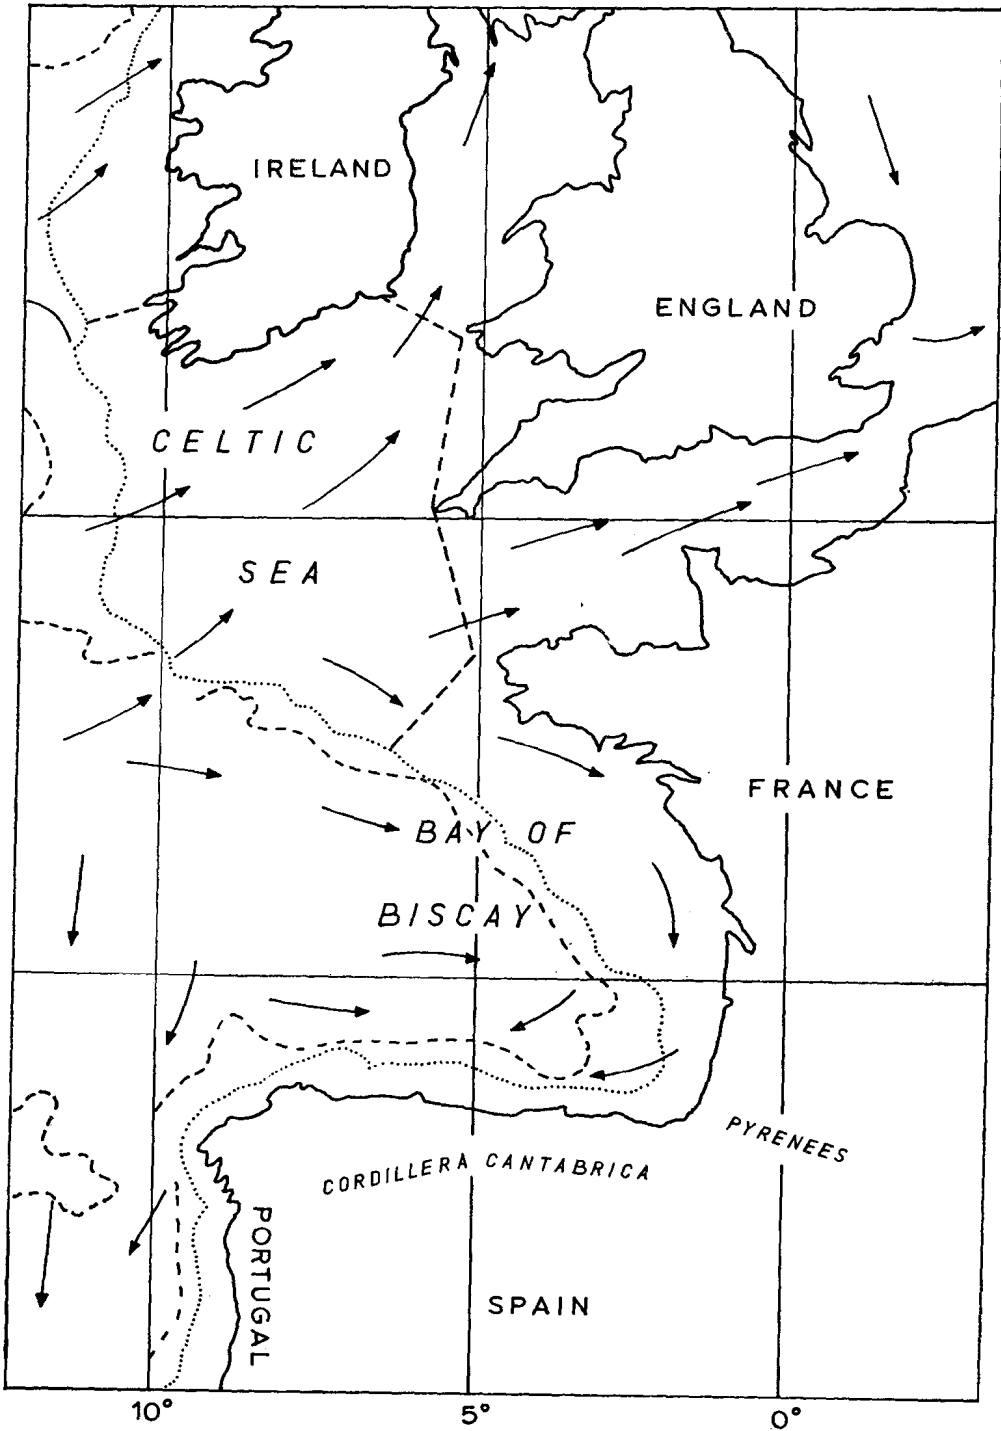 IRELAND
ENGLAND
CELTIC
SEA
FRANCE
BAY OF
BISCAY
PYRENEES
CORDILLERA CANTABRICA
PORTUGAL
SPAIN
10° 5° 0°